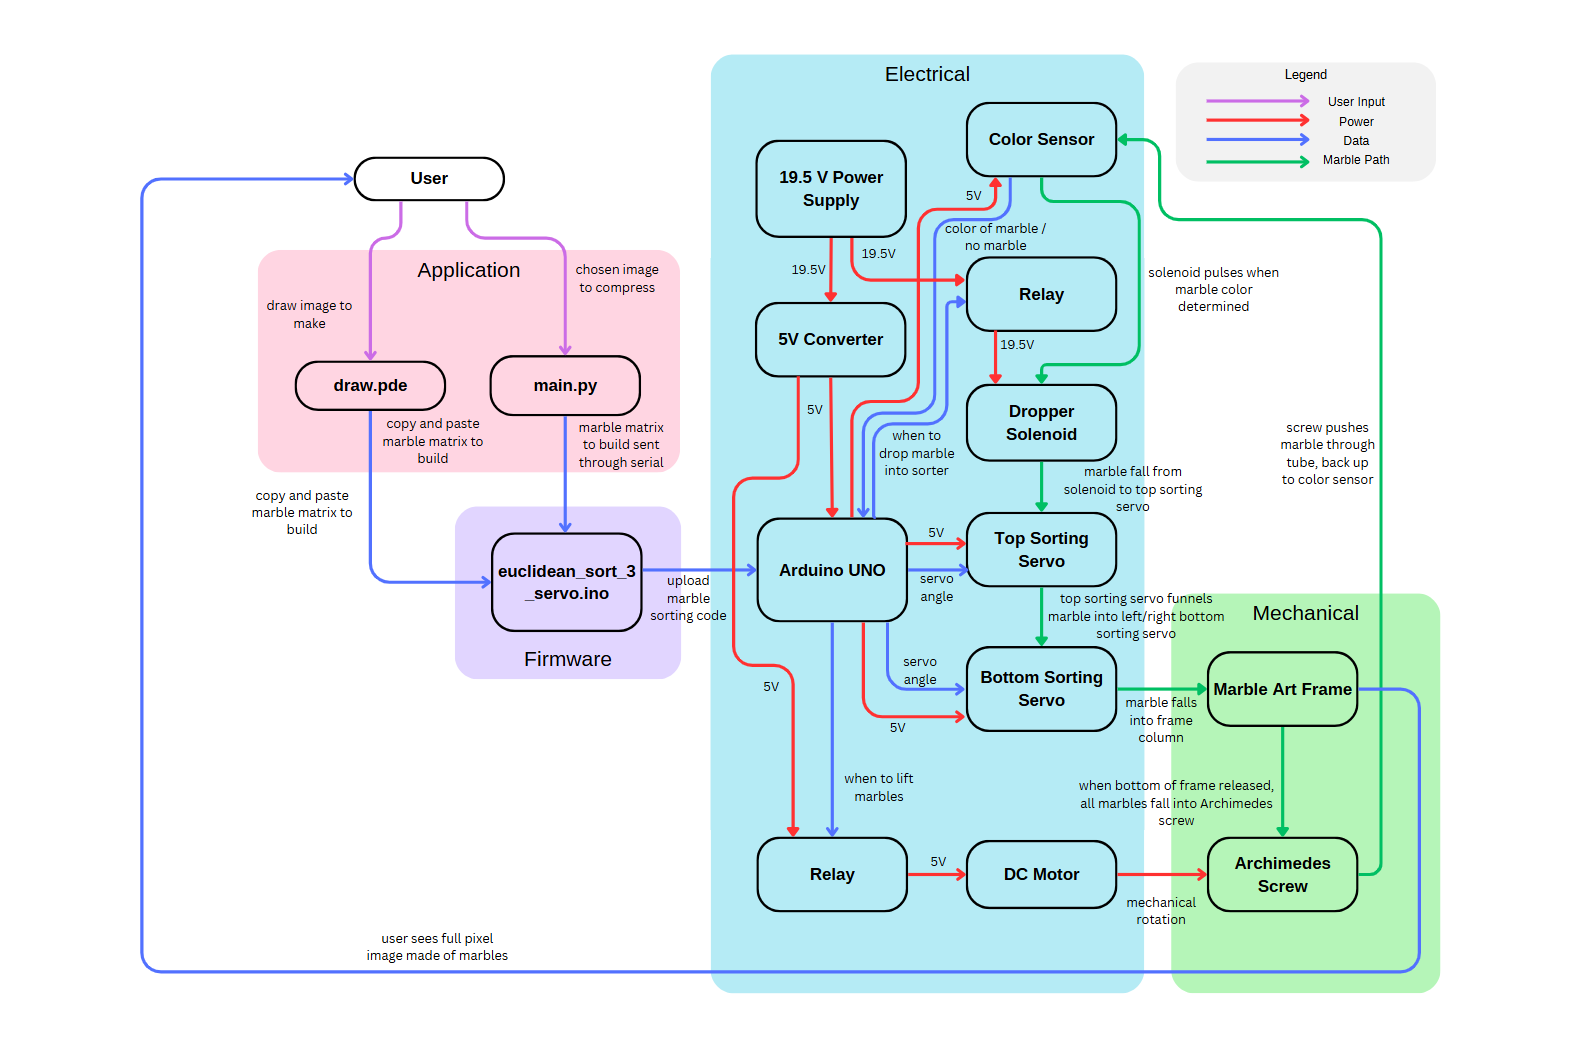 Electrical
Legend
User Input
Power
Data
Marble Path
Color Sensor
19.5 V Power
Supply
User
5V
color of marble /
no marble
19.5V
19.5V
Application
chosen image
to compress
draw image to
make
Relay
solenoid pulses when
marble color
determined
5V Converter
19.5V
draw.pde
main.py
5V
Dropper
Solenoid
copy and paste
marble matrix to
build
marble matrix
to build sent
through serial
when to
drop marble
into sorter
screw pushes
marble through
tube, back up
to color sensor
marble fall from
solenoid to top sorting
servo
copy and paste
marble matrix to
build
5V
Top Sorting
Servo
euclidean_sort_3
_servo.ino
Arduino UNO
upload
marble
sorting code
servo
angle
top sorting servo funnels
marble into left/right bottom
sorting servo
Mechanical
Firmware
servo
angle
5V
Bottom Sorting
Servo
Marble Art Frame
marble falls
into frame
column
5V
when to lift
marbles
when bottom of frame released,
all marbles fall into Archimedes
screw
Relay
5V
DC Motor
Archimedes
Screw
mechanical
rotation
user sees full pixel
image made of marbles